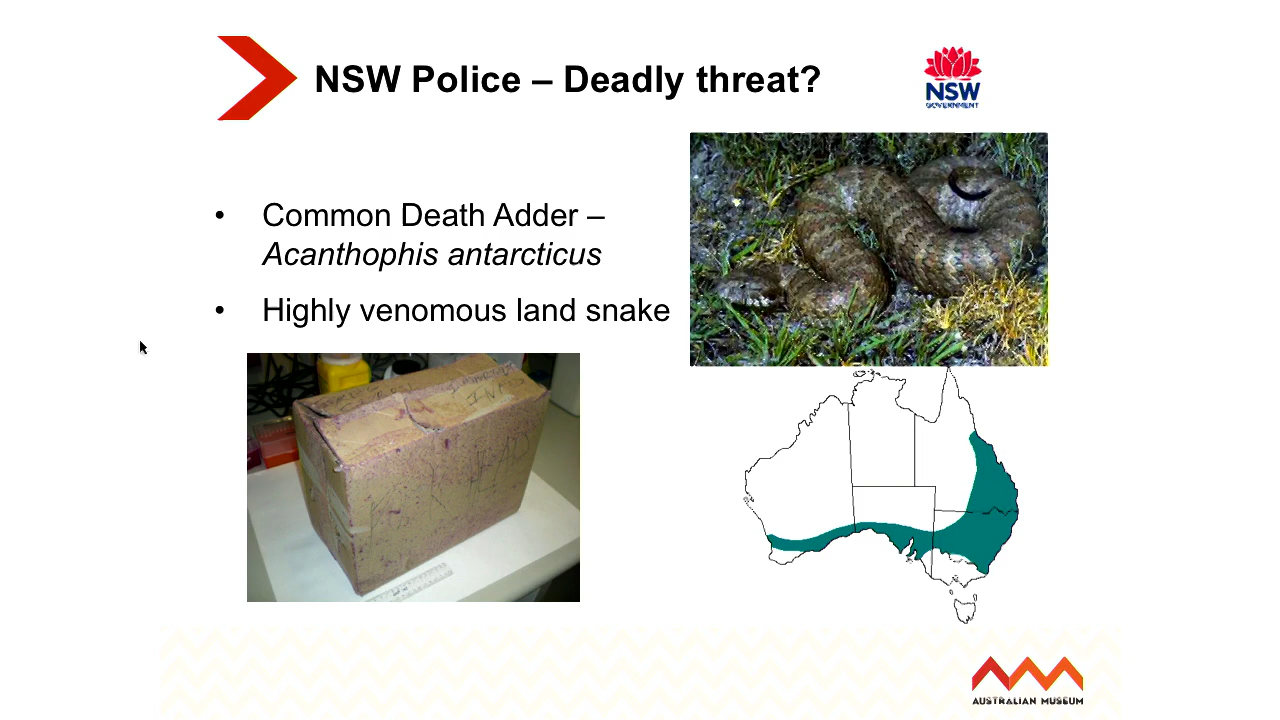 NSW Police – Deadly threat?
NSW
GOVERNMENT
• Common Death Adder –
Acanthophis antarcticus
• Highly venomous land snake
AUSTRALIAN MUSEUM